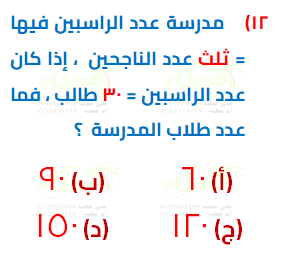 ١٢) مدرسة عدد الراسبين فيها
= ثلث عدد الناجحين ، إذا كان
عدد الراسبين = ٣٠ طالب ، فما
عدد طلاب المدرسة ؟
(أ) ٦٠ (ب) ٩٠
(ج) ١٢٠ (د) ١٥٠